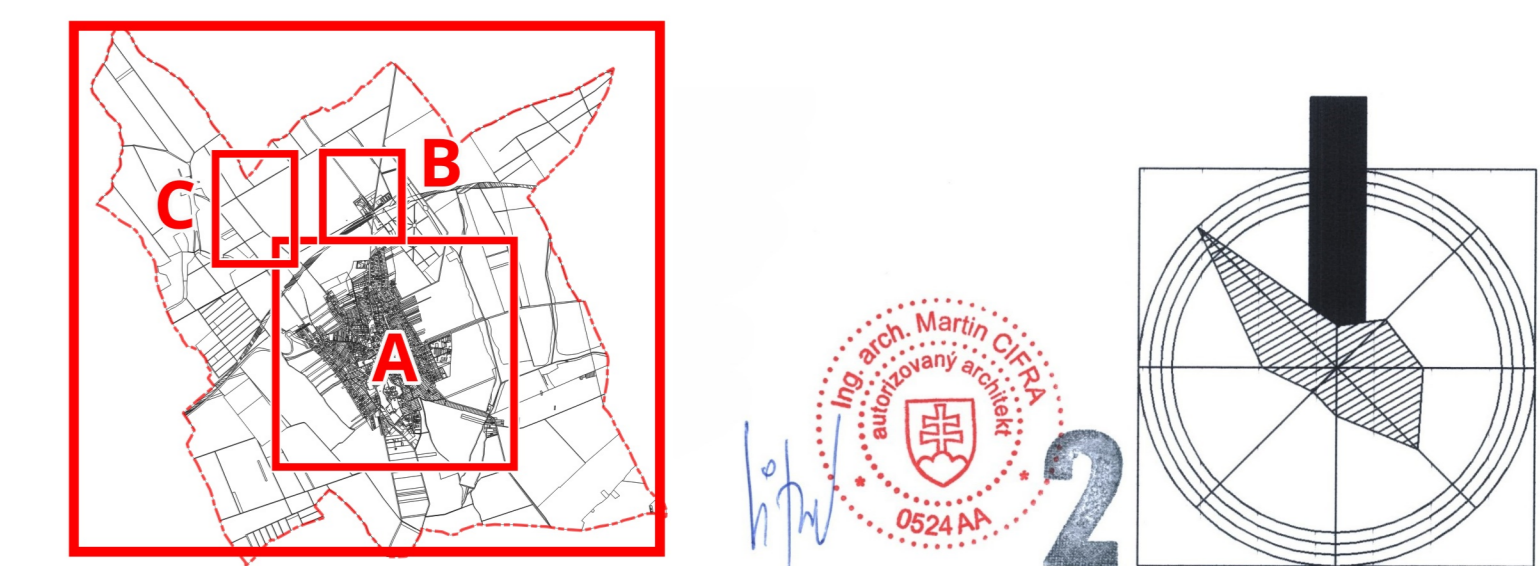 B
C
A
Ing. arch. Martin CIFRA
autorizovaný architekt
* 0524 AA *
2